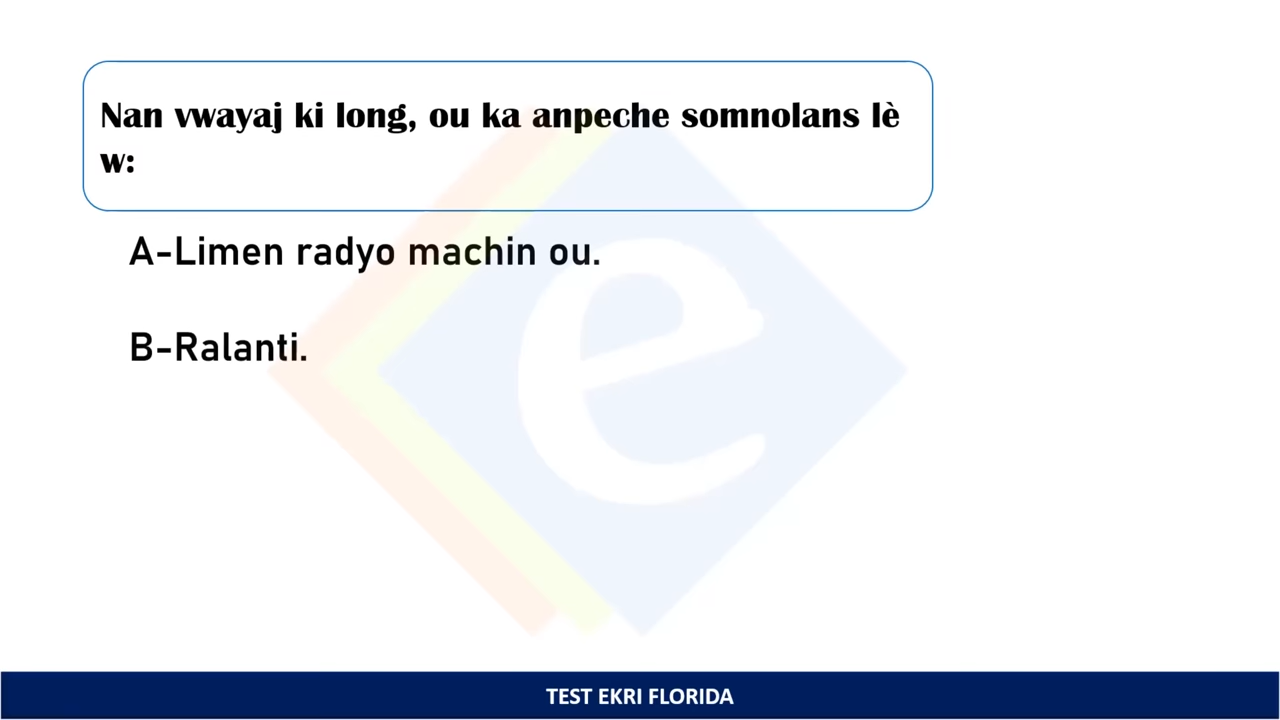 Nan vwayaj ki long, ou ka anpeche somnolans lè
w:
A-Limen radyo machin ou.
B-Ralanti.
e
TEST EKRI FLORIDA